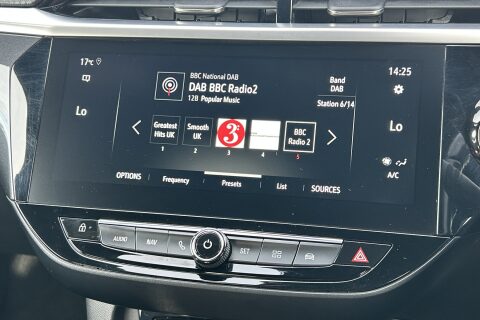 17°C
BBC National DAB
DAB BBC Radio2
12B Popular Music
Band
DAB
Station 6/14
14:25
Lo
Lo
Greatest
Hits UK
1
Smooth
UK
2
3
3
4
BBC
Radio 2
5
A/C
OPTIONS
Frequency
Presets
List
SOURCES
AUDIO
NAV
SET